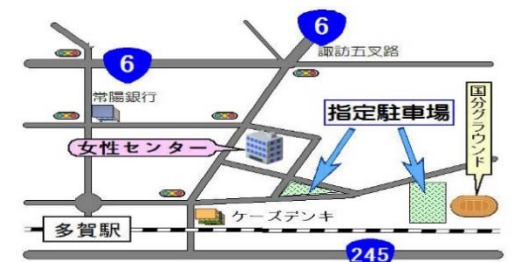 6
諏訪五叉路
6
常陽銀行
指定駐車場
国分グラウンド
女性センター
ケーズデンキ
多賀駅
245